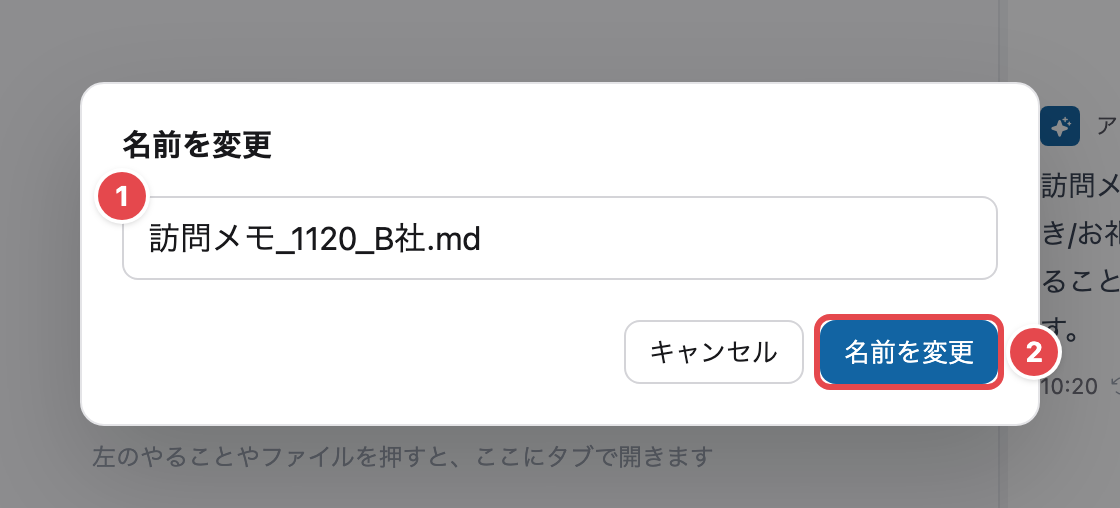 名前を変更
1
訪問メモ_1120_B社.md
キャンセル
名前を変更
2
左のやることやファイルを押すと、ここにタブで開きます
ア
訪問メ
き/お礼
ること
す。
10:20